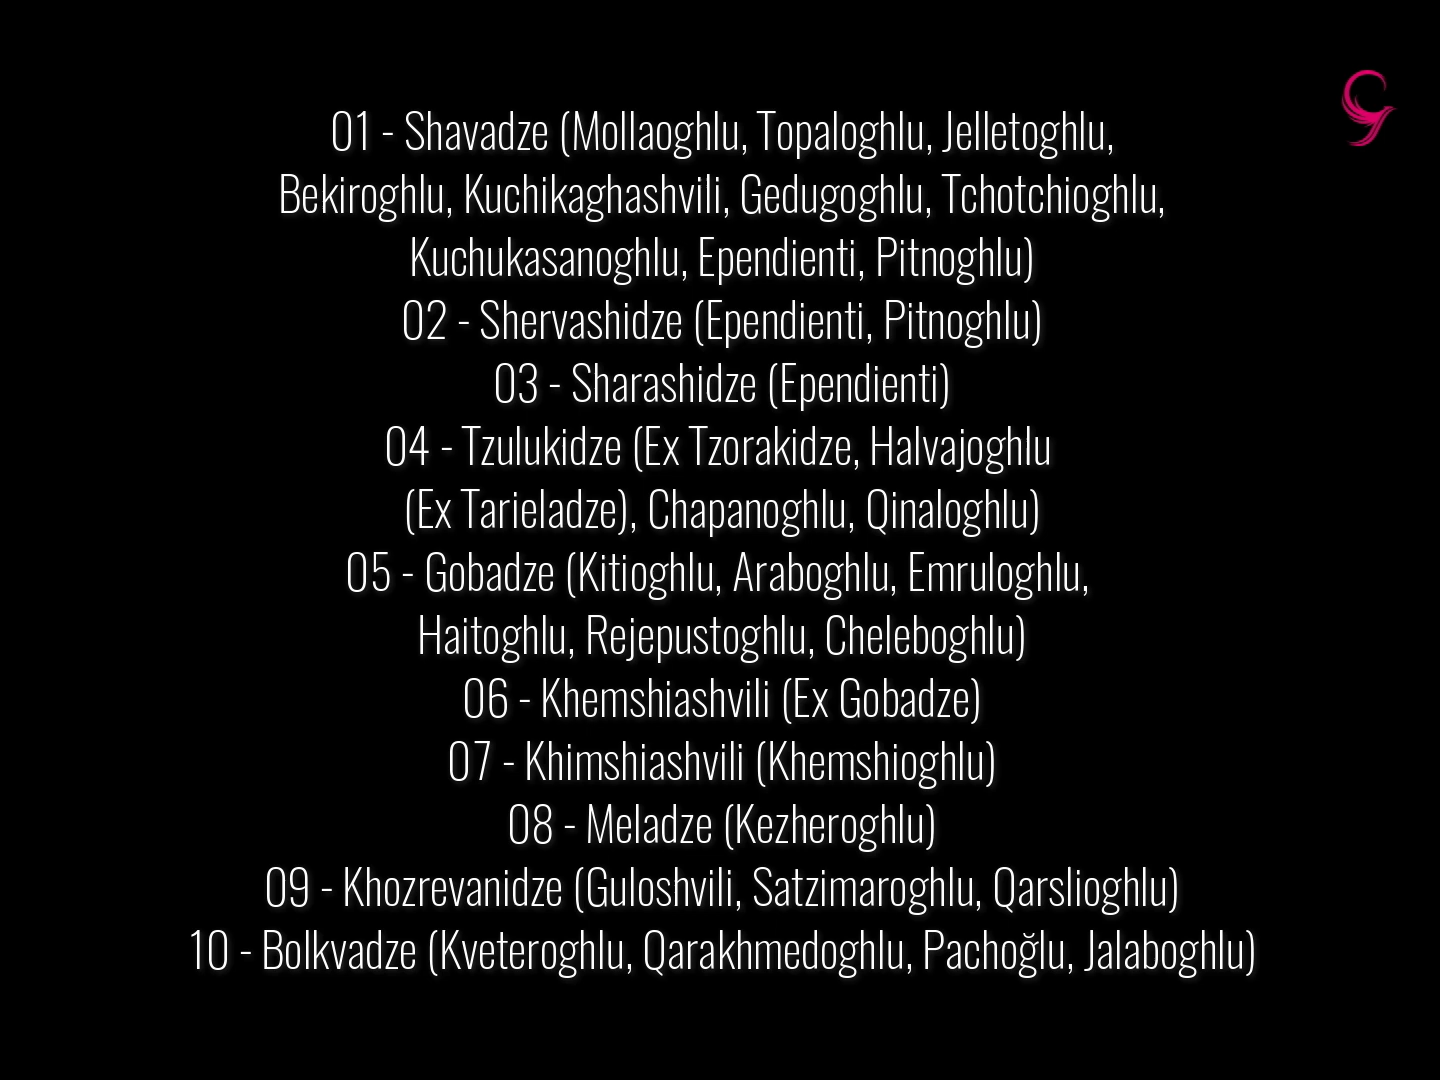 01 - Shavadze (Mollaoghlu, Topaloghlu, Jelletoghlu,
Bekiroghlu, Kuchikaghashvili, Gedugoghlu, Tchotchioghlu,
Kuchukasanoghlu, Ependienti, Pitnoghlu)
02 - Shervashidze (Ependienti, Pitnoghlu)
03 - Sharashidze (Ependienti)
04 - Tzulukidze (Ex Tzorakidze, Halvajoghlu
(Ex Tarieladze), Chapanoghlu, Qinaloghlu)
05 - Gobadze (Kitioghlu, Araboghlu, Emruloghlu,
Haitoghlu, Rejepustoghlu, Cheleboghlu)
06 - Khemshiashvili (Ex Gobadze)
07 - Khimshiashvili (Khemshioghlu)
08 - Meladze (Kezheroghlu)
09 - Khozrevanidze (Guloshvili, Satzimaroghlu, Qarslioghlu)
10 - Bolkvadze (Kveteroghlu, Qarakhmedoghlu, Pachoğlu, Jalaboghlu)